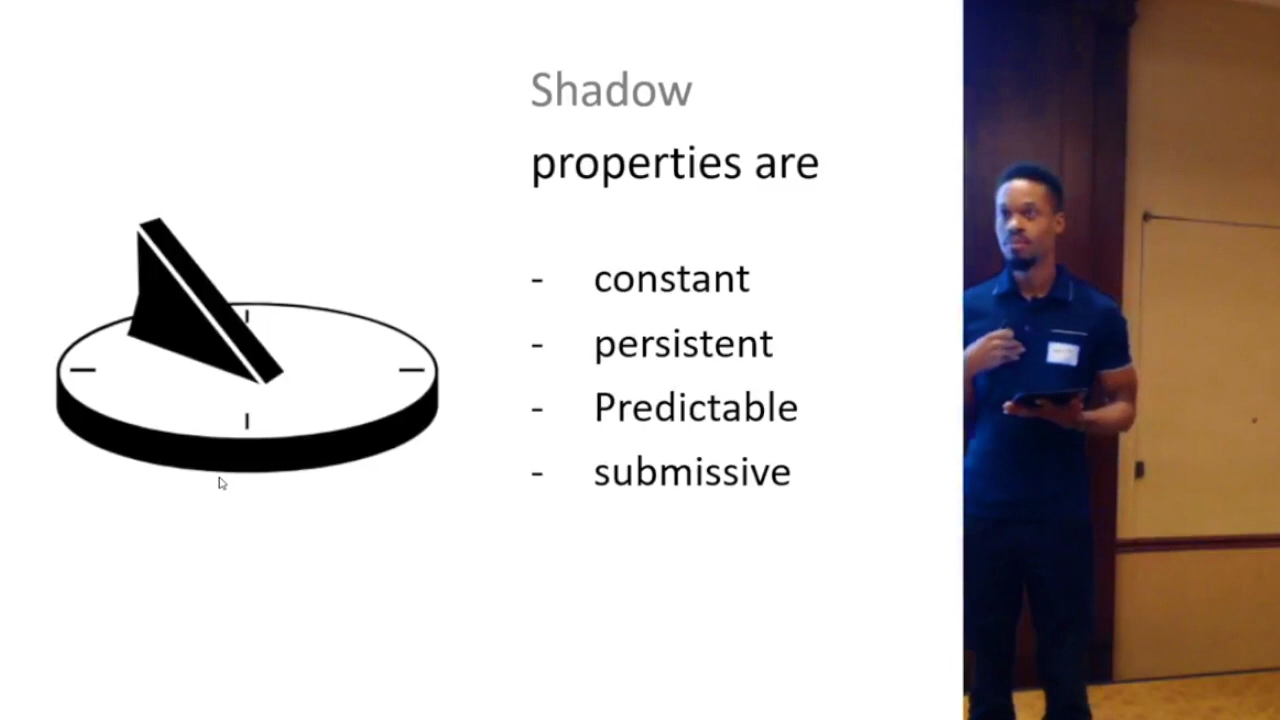 Shadow
properties are
- constant
- persistent
- Predictable
- submissive